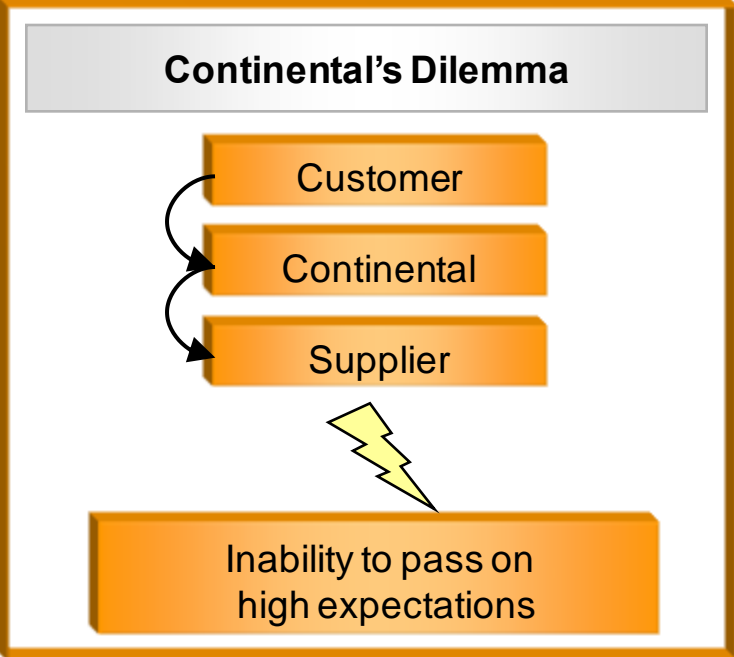 Continental’s Dilemma
Customer
Continental
Supplier
Inability to pass on
high expectations